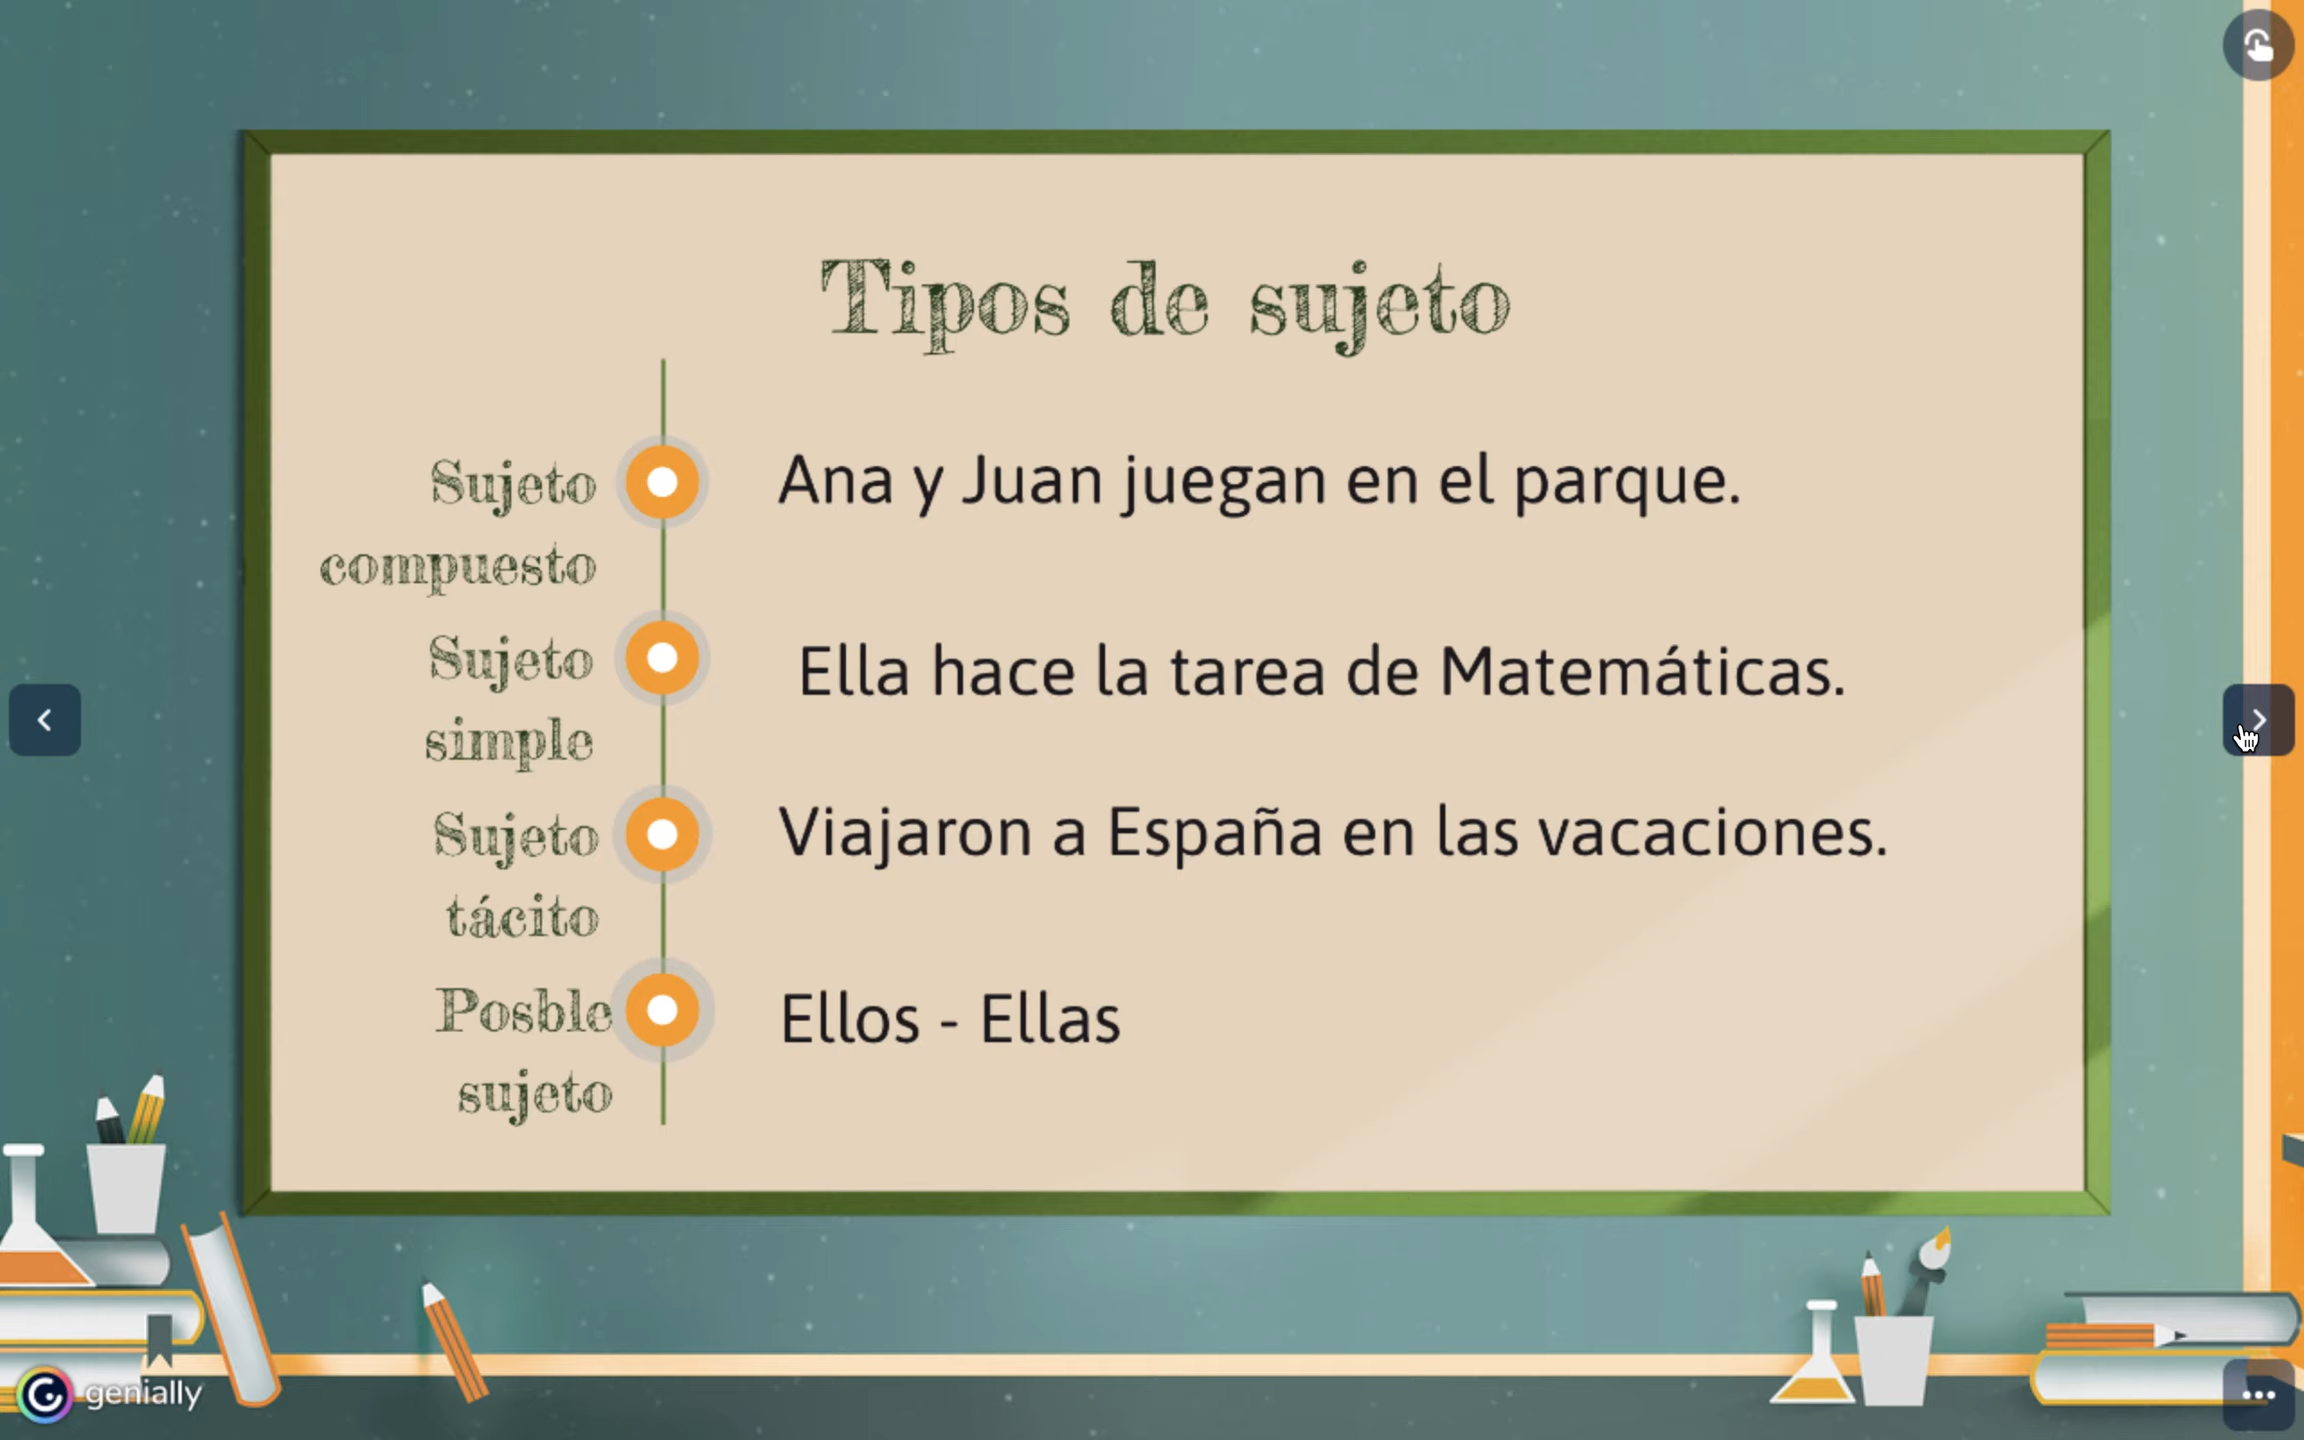 Tipos de sujeto
Sujeto
compuesto
Ana y Juan juegan en el parque.
Sujeto
simple
Ella hace la tarea de Matemáticas.
Sujeto
tácito
Viajaron a España en las vacaciones.
Posble
sujeto
Ellos - Ellas
genially